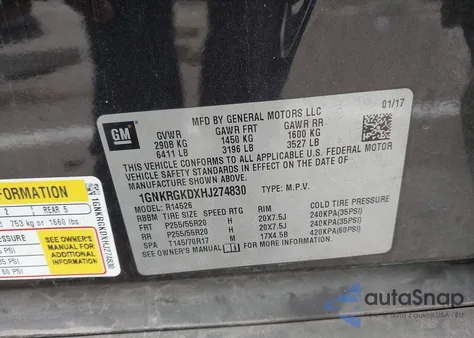 MFD BY GENERAL MOTORS LLC
01/17
GM
GVWR GAWR FRT GAWR RR
2908 KG 1450 KG 1600 KG
6411 LB 3196 LB 3527 LB
THIS VEHICLE CONFORMS TO ALL APPLICABLE U.S. FEDERAL MOTOR
VEHICLE SAFETY STANDARDS IN EFFECT ON THE DATE OF
MANUFACTURE SHOWN ABOVE.
1GNKRGKDXHJ274830 TYPE: M.P.V.
MODEL: R14526
RBBM TIRE SIZE SPEED RTG RIM COLD TIRE PRESSURE
FRT P255/55R20 H 20X7.5J 240KPA(35PSI)
RR P255/55R20 H 20X7.5J 240KPA(35PSI)
SPA T145/70R17 M 17X4.5B 420KPA(60PSI)
SEE OWNER'S MANUAL FOR MORE INFORMATION.
INFORMATION
2 REAR 5
753 kg or 1660 lbs.
SEE OWNER'S
MANUAL FOR
ADDITIONAL
INFORMATION
1GNKRGKDXHJ274830
autoSnap